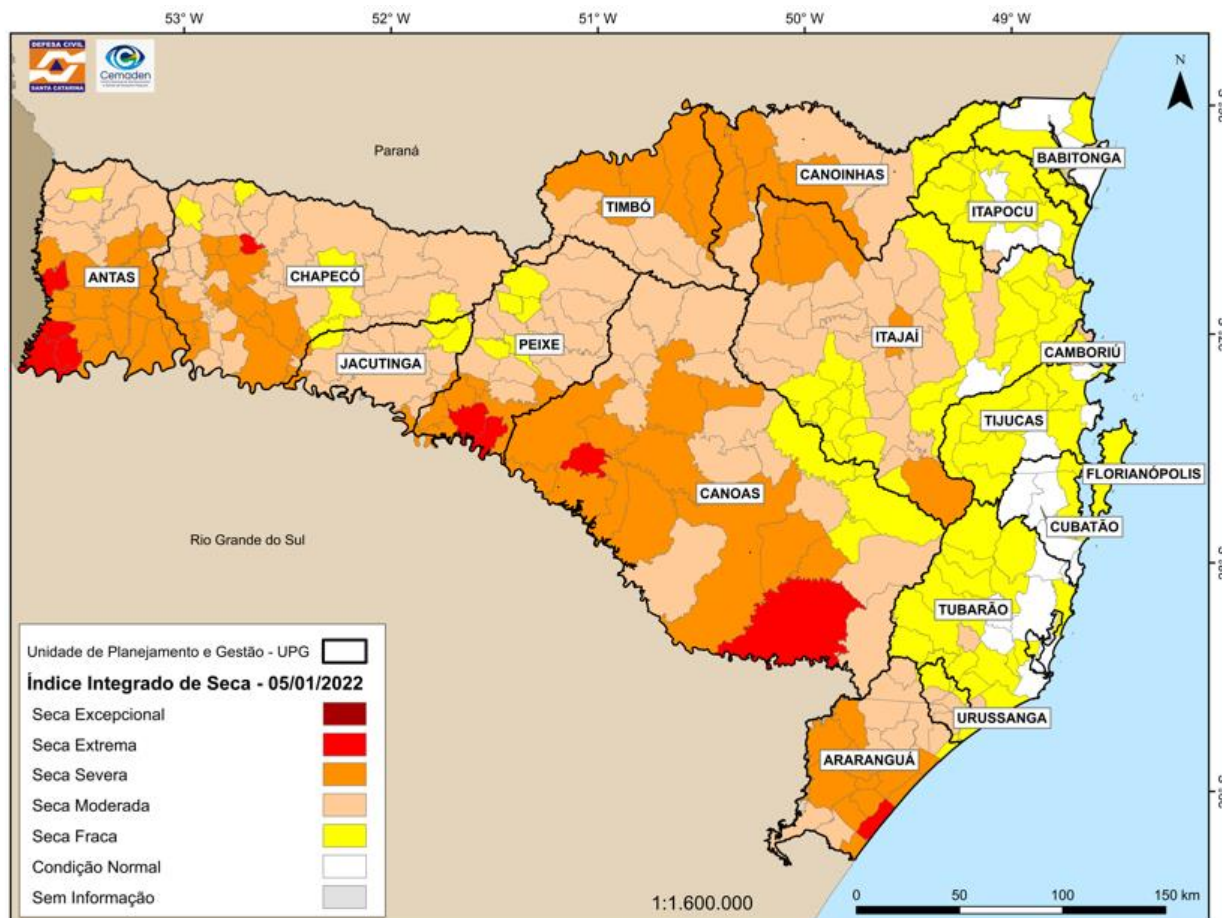 53° W
52° W
51° W
50° W
49° W
DEFESA CIVIL
SANTA CATARINA
Cemaden
N
Paraná
BABITONGA
CANOINHAS
TIMBÓ
ITAPOCU
ANTAS
CHAPECÓ
ITAJAÍ
PEIXE
JACUTINGA
CAMBORIÚ
TIJUCAS
FLORIANÓPOLIS
CANOAS
CUBATÃO
Rio Grande do Sul
TUBARÃO
URUSSANGA
ARARANGUÁ
Unidade de Planejamento e Gestão - UPG
Índice Integrado de Seca - 05/01/2022
Seca Excepcional
Seca Extrema
Seca Severa
Seca Moderada
Seca Fraca
Condição Normal
Sem Informação
1:1.600.000
0 50 100 150 km